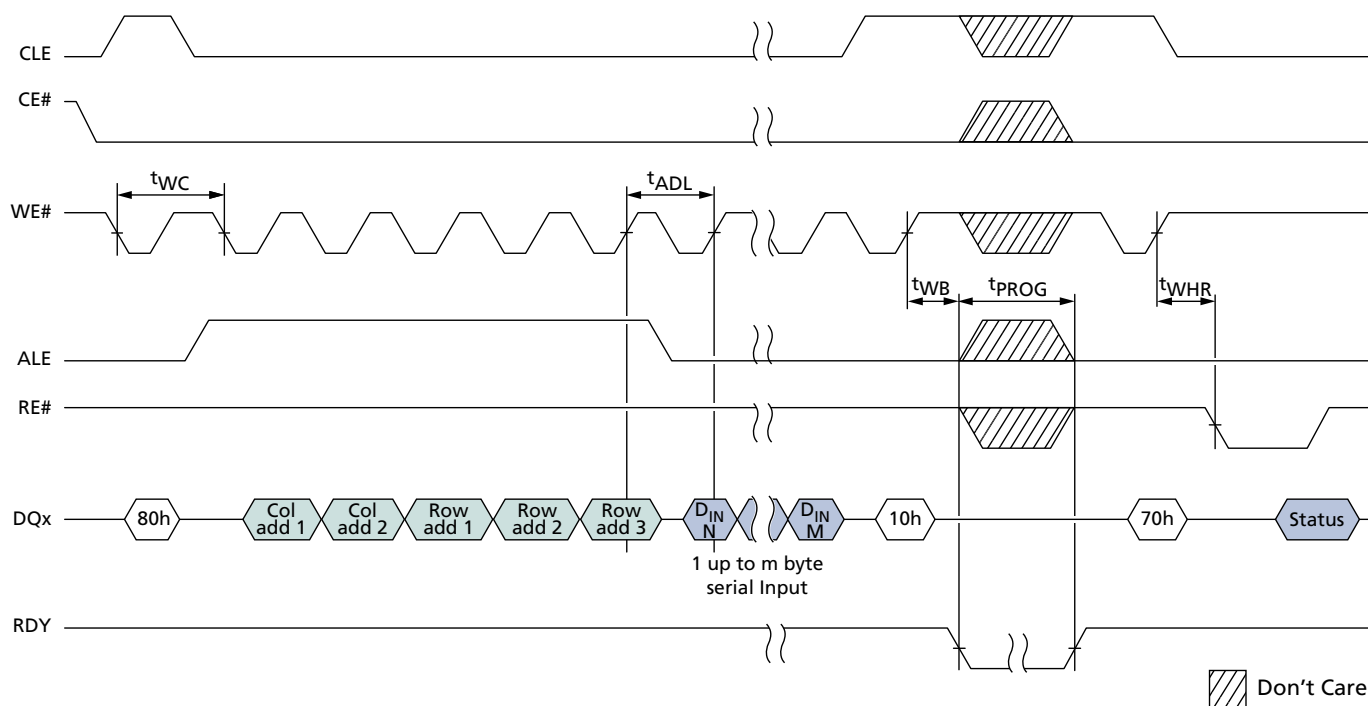 CLE
CE#
tWC
tADL
WE#
tWB
tPROG
tWHR
ALE
RE#
DQx
80h
Col
add 1
Col
add 2
Row
add 1
Row
add 2
Row
add 3
DIN
N
DIN
M
10h
70h
Status
1 up to m byte
serial Input
RDY
Don't Care